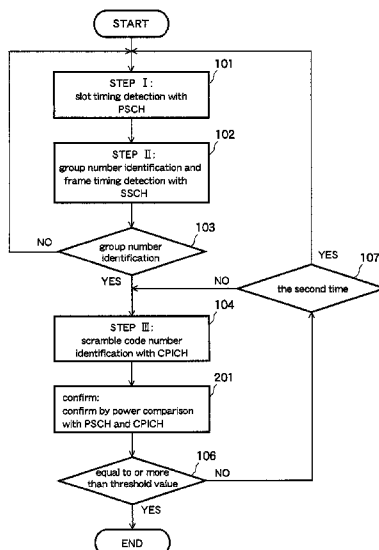 START
101
STEP Ⅰ:
slot timing detection with
PSCH
102
STEP Ⅱ:
group number identification and
frame timing detection with
SSCH
103
NO
group number
identification
YES
YES
107
NO
the second time
104
STEP Ⅲ:
scramble code number
identification with CPICH
201
confirm:
confirm by power comparison
with PSCH and CPICH
106
equal to or more
than threshold value
NO
YES
END